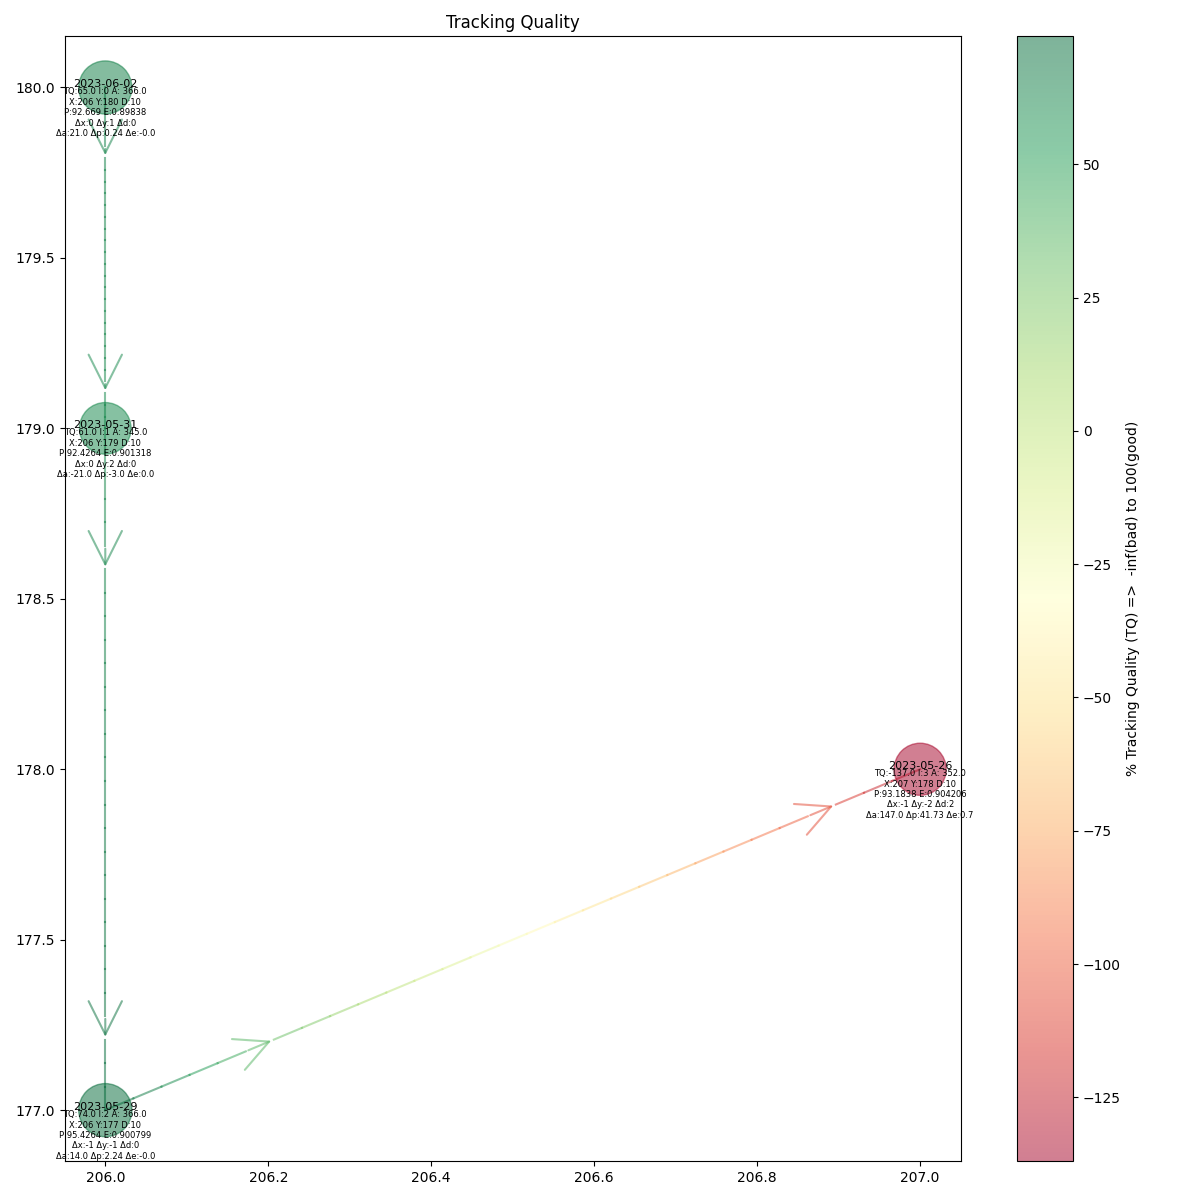 Tracking Quality
180.0
179.5
179.0
178.5
178.0
177.5
177.0
206.0
206.2
206.4
206.6
206.8
207.0
2023-06-02
TQ:65.0 I:0 A: 366.0
X:206 Y:180 D:10
P:92.669 E:0.89838
Δx:0 Δy:1 Δd:0
Δa:21.0 Δp:0.24 Δe:-0.0
2023-05-31
TQ:61.0 I:1 A: 345.0
X:206 Y:179 D:10
P:92.4264 E:0.901318
Δx:0 Δy:2 Δd:0
Δa:-21.0 Δp:-3.0 Δe:0.0
2023-05-26
TQ:-137.0 I:3 A: 352.0
X:207 Y:178 D:10
P:93.1838 E:0.904206
Δx:-1 Δy:-2 Δd:2
Δa:147.0 Δp:41.73 Δe:0.7
2023-05-29
TQ:74.0 I:2 A: 366.0
X:206 Y:177 D:10
P:95.4264 E:0.900799
Δx:-1 Δy:-1 Δd:0
Δa:14.0 Δp:2.24 Δe:-0.0
50
25
0
−25
−50
−75
−100
−125
% Tracking Quality (TQ) => -inf(bad) to 100(good)